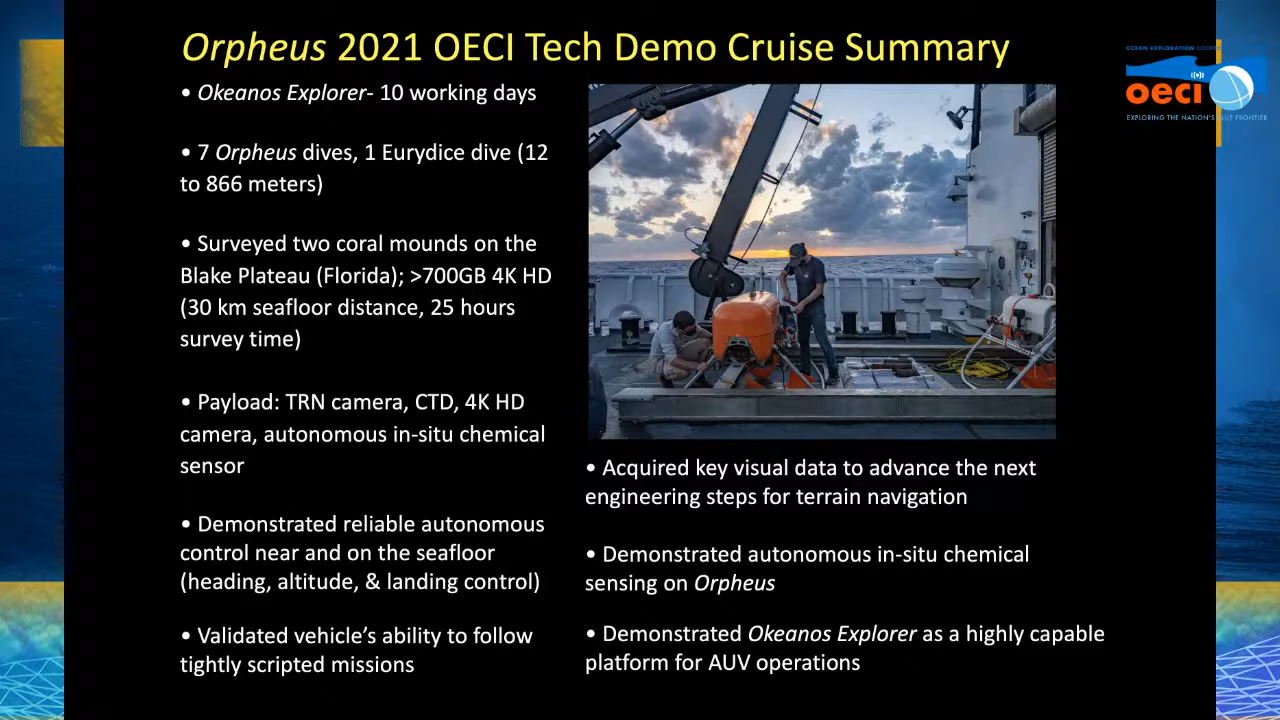 Orpheus 2021 OECI Tech Demo Cruise Summary
• Okeanos Explorer- 10 working days
• 7 Orpheus dives, 1 Eurydice dive (12
to 866 meters)
• Surveyed two coral mounds on the
Blake Plateau (Florida); >700GB 4K HD
(30 km seafloor distance, 25 hours
survey time)
• Payload: TRN camera, CTD, 4K HD
camera, autonomous in-situ chemical
sensor
• Demonstrated reliable autonomous
control near and on the seafloor
(heading, altitude, & landing control)
• Validated vehicle’s ability to follow
tightly scripted missions
• Acquired key visual data to advance the next
engineering steps for terrain navigation
• Demonstrated autonomous in-situ chemical
sensing on Orpheus
• Demonstrated Okeanos Explorer as a highly capable
platform for AUV operations
OCEAN EXPLORATION
oeci
EXPLORING THE NATION'S BLUE FRONTIER